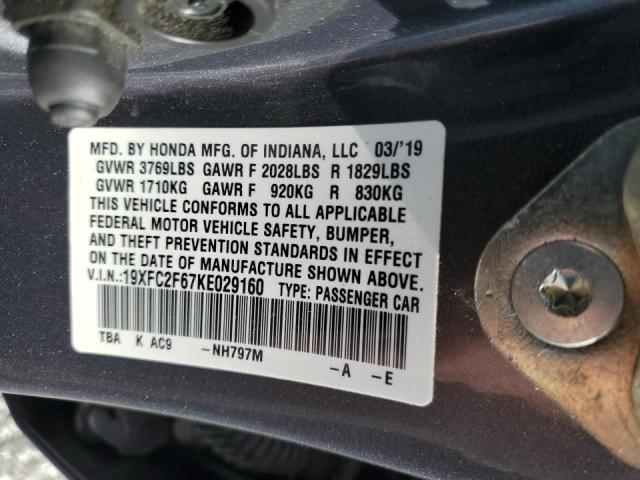 MFD. BY HONDA MFG. OF INDIANA, LLC 03/'19
GVWR 3769LBS GAWR F 2028LBS R 1829LBS
GVWR 1710KG GAWR F 920KG R 830KG
THIS VEHICLE CONFORMS TO ALL APPLICABLE
FEDERAL MOTOR VEHICLE SAFETY, BUMPER,
AND THEFT PREVENTION STANDARDS IN EFFECT
ON THE DATE OF MANUFACTURE SHOWN ABOVE.
V.I.N.:19XFC2F67KE029160 TYPE: PASSENGER CAR
TBA K AC9 -NH797M -A -E